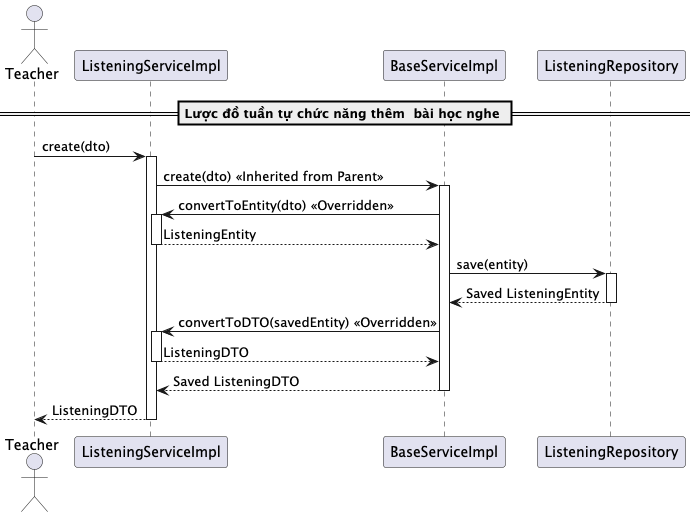 Teacher
ListeningServiceImpl
BaseServiceImpl
ListeningRepository
Lược đồ tuần tự chức năng thêm  bài học nghe
create(dto)
create(dto) «Inherited from Parent»
convertToEntity(dto) «Overridden»
ListeningEntity
save(entity)
Saved ListeningEntity
convertToDTO(savedEntity) «Overridden»
ListeningDTO
Saved ListeningDTO
ListeningDTO
Teacher
ListeningServiceImpl
BaseServiceImpl
ListeningRepository